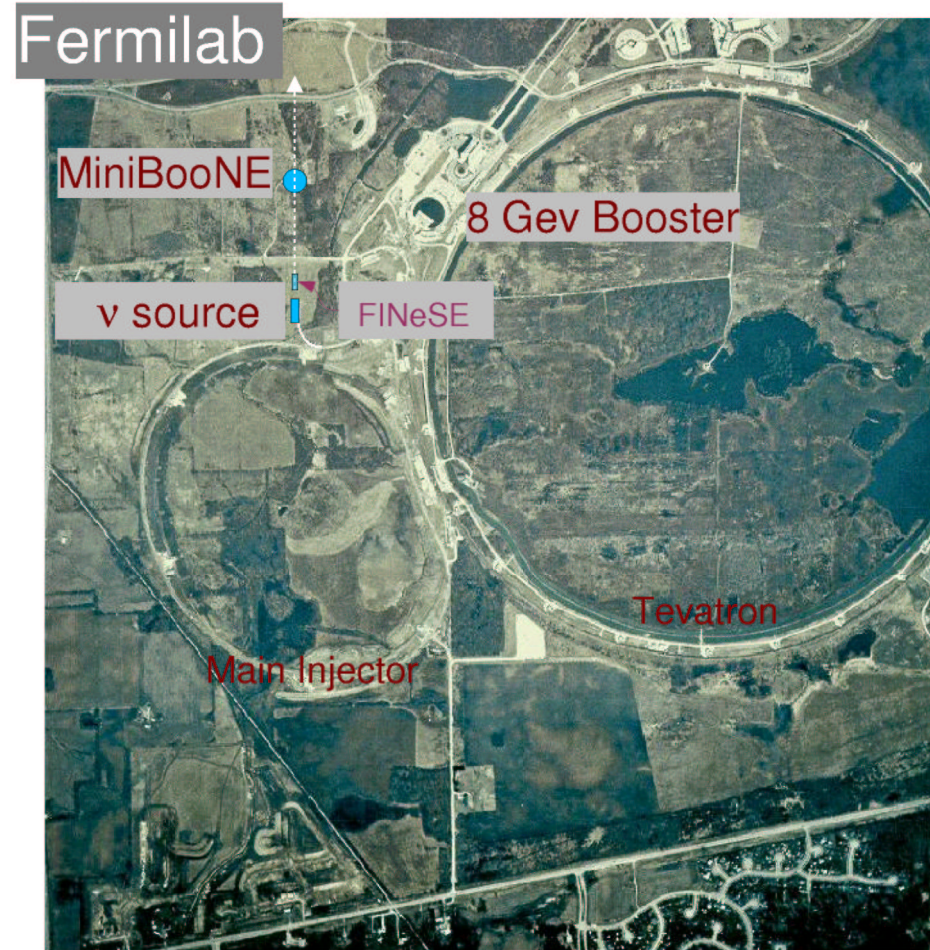 Fermilab
MiniBooNE
8 Gev Booster
ν source
FINeSE
Tevatron
Main Injector